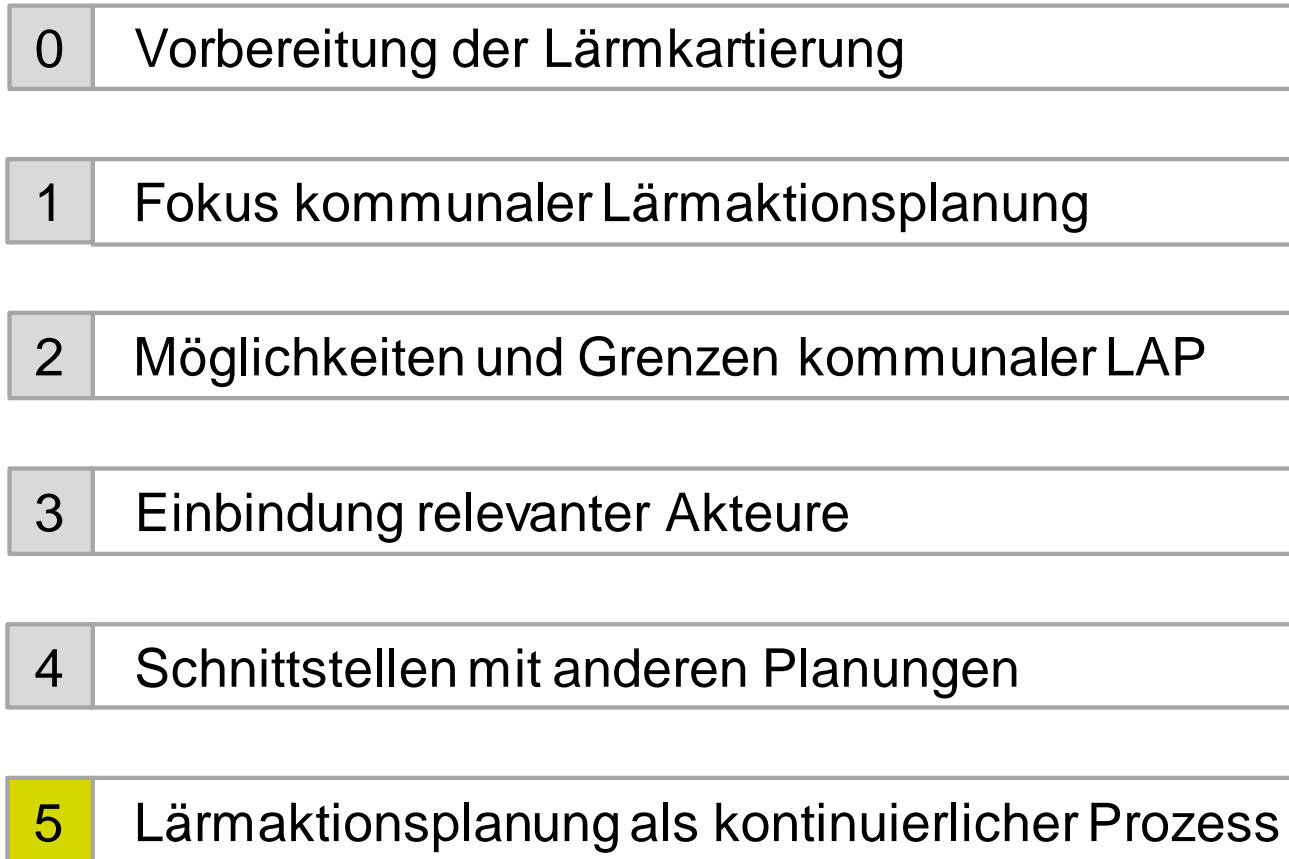 0 Vorbereitung der Lärmkartierung
1 Fokus kommunaler Lärmaktionsplanung
2 Möglichkeiten und Grenzen kommunaler LAP
3 Einbindung relevanter Akteure
4 Schnittstellen mit anderen Planungen
5 Lärmaktionsplanung als kontinuierlicher Prozess